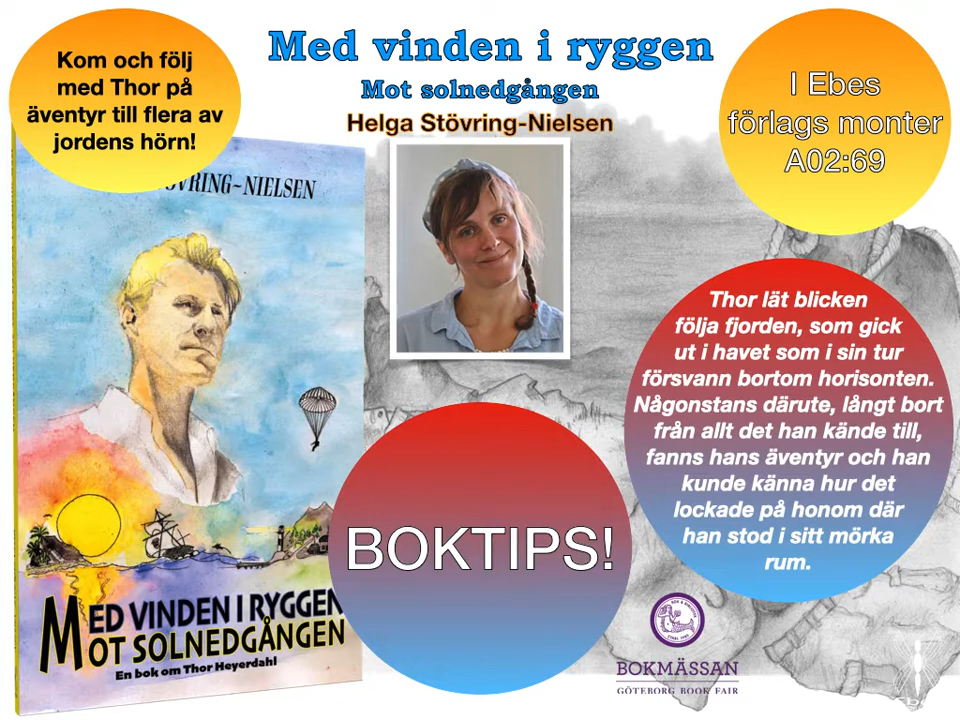 Kom och följ
med Thor på
äventyr till flera av
jordens hörn!
Med vinden i ryggen
Mot solnedgången
Helga Stövring-Nielsen
I Ebes
förlags monter
A02:69
STÖVRING-NIELSEN
Thor lät blicken
följa fjorden, som gick
ut i havet som i sin tur
försvann bortom horisonten.
Någonstans därute, långt bort
från allt det han kände till,
fanns hans äventyr och han
kunde känna hur det
lockade på honom där
han stod i sitt mörka
rum.
BOKTIPS!
MED VINDEN I RYGGEN
MOT SOLNEDGÅNGEN
En bok om Thor Heyerdahl
BOKMÄSSAN
GÖTEBORG BOOK FAIR